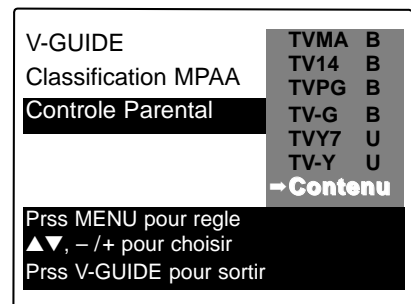 V-GUIDE
Classification MPAA
Controle Parental
TVMA B
TV14 B
TVPG B
TV-G B
TVY7 U
TV-Y U
➡Contenu
Prss MENU pour regle
▲▼, – /+ pour choisir
Prss V-GUIDE pour sortir